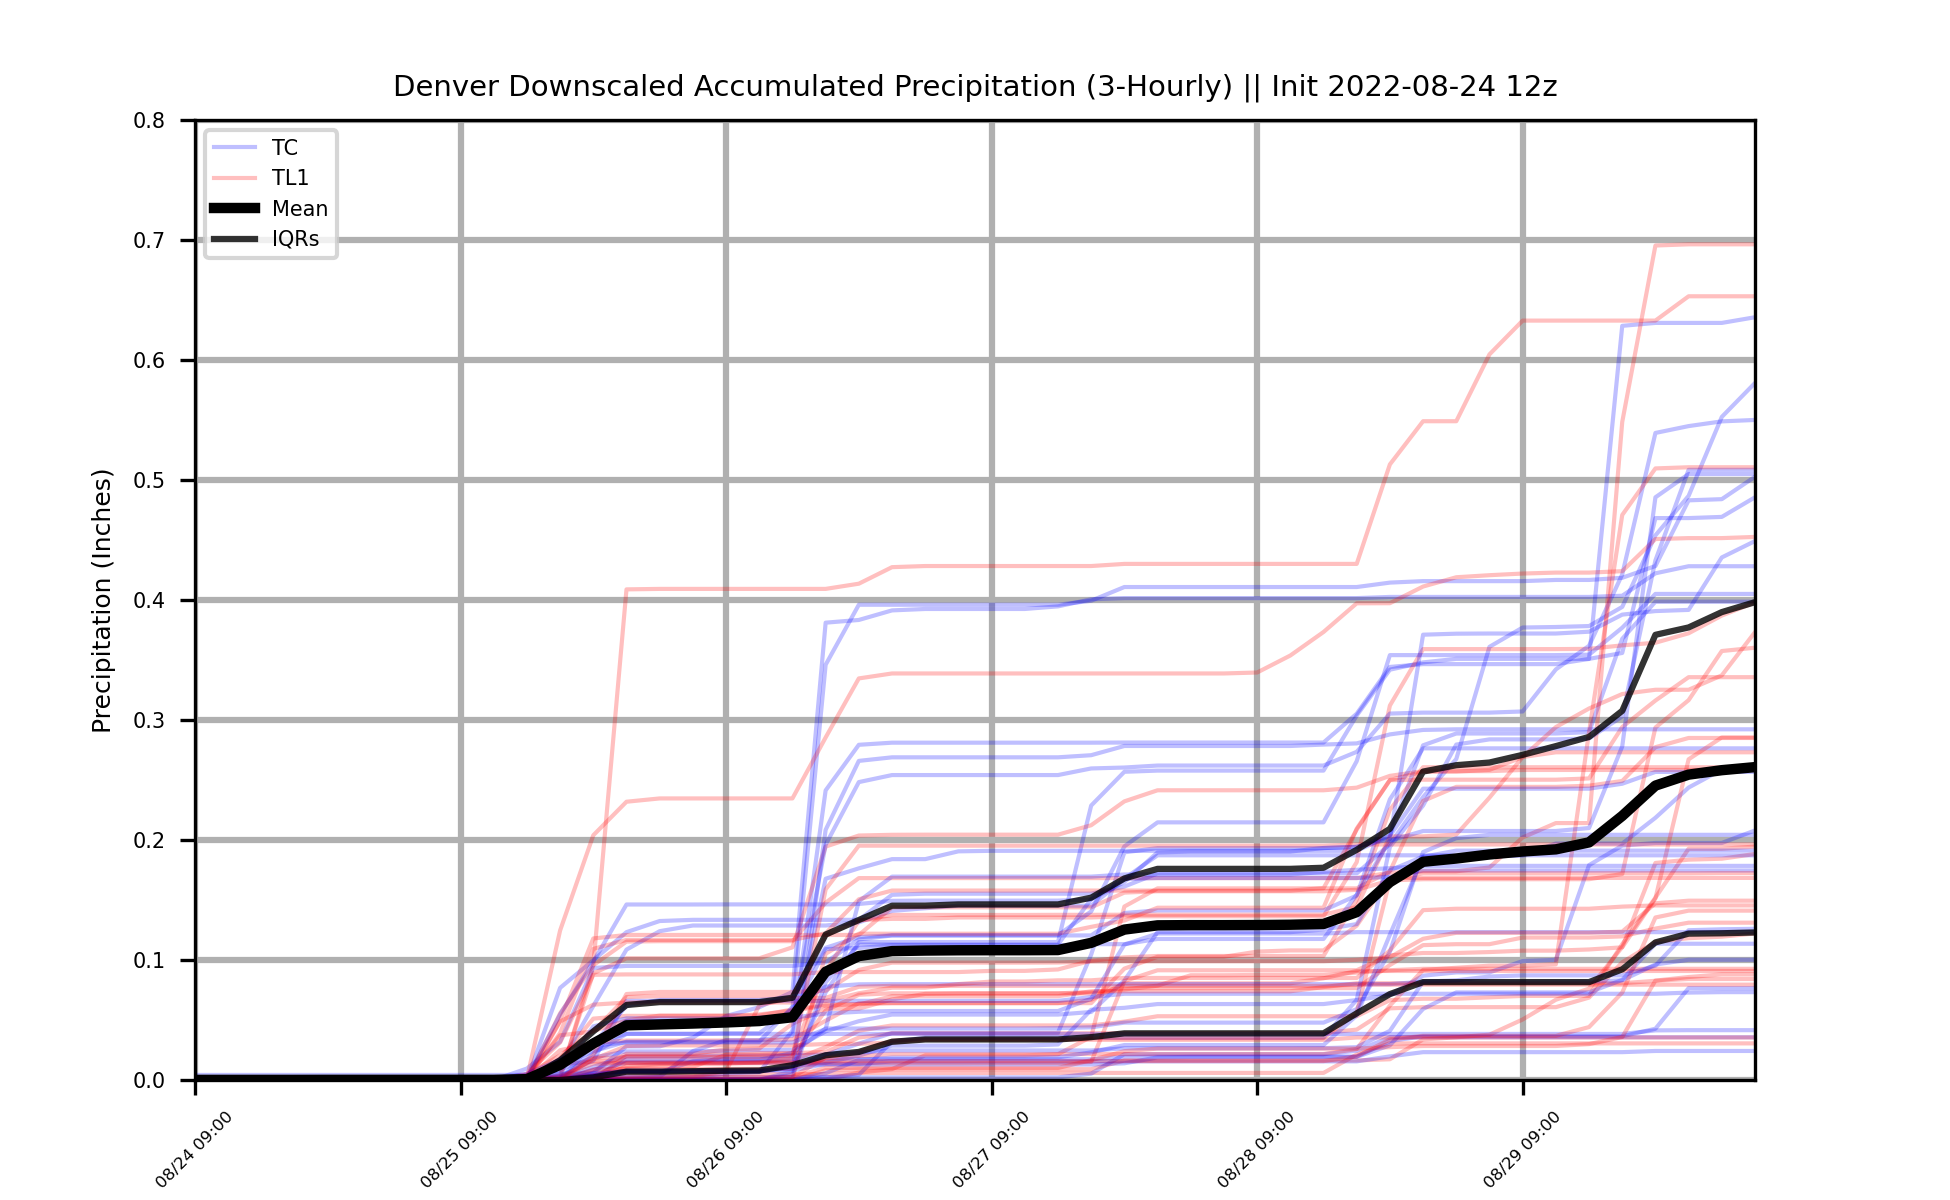 Denver Downscaled Accumulated Precipitation (3-Hourly) || Init 2022-08-24 12z
TC
TL1
Mean
IQRs
Precipitation (Inches)
0.8
0.7
0.6
0.5
0.4
0.3
0.2
0.1
0.0
08/24 09:00
08/25 09:00
08/26 09:00
08/27 09:00
08/28 09:00
08/29 09:00